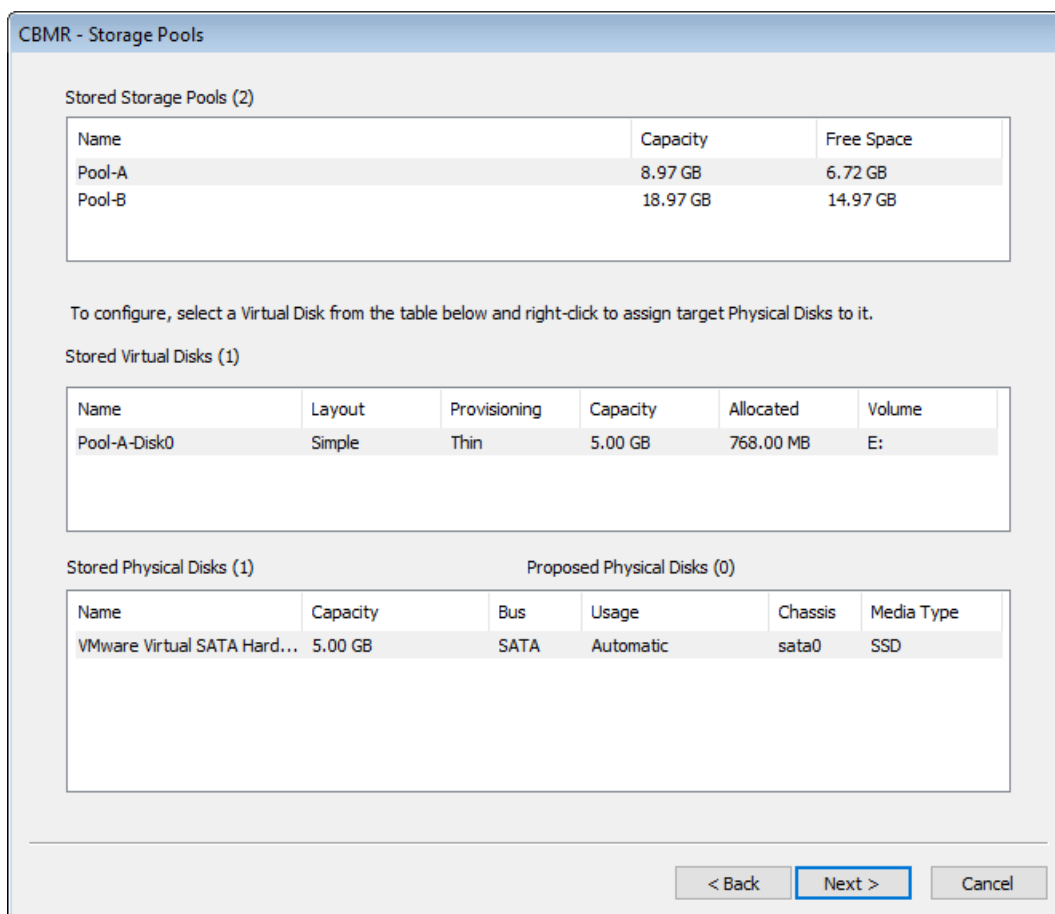 CBMR - Storage Pools
Stored Storage Pools (2)
Name Capacity Free Space
Pool-A 8.97 GB 6.72 GB
Pool-B 18.97 GB 14.97 GB
To configure, select a Virtual Disk from the table below and right-click to assign target Physical Disks to it.
Stored Virtual Disks (1)
Name Layout Provisioning Capacity Allocated Volume
Pool-A-Disk0 Simple Thin 5.00 GB 768.00 MB E:
Stored Physical Disks (1) Proposed Physical Disks (0)
Name Capacity Bus Usage Chassis Media Type
VMware Virtual SATA Hard... 5.00 GB SATA Automatic sata0 SSD
< Back Next > Cancel